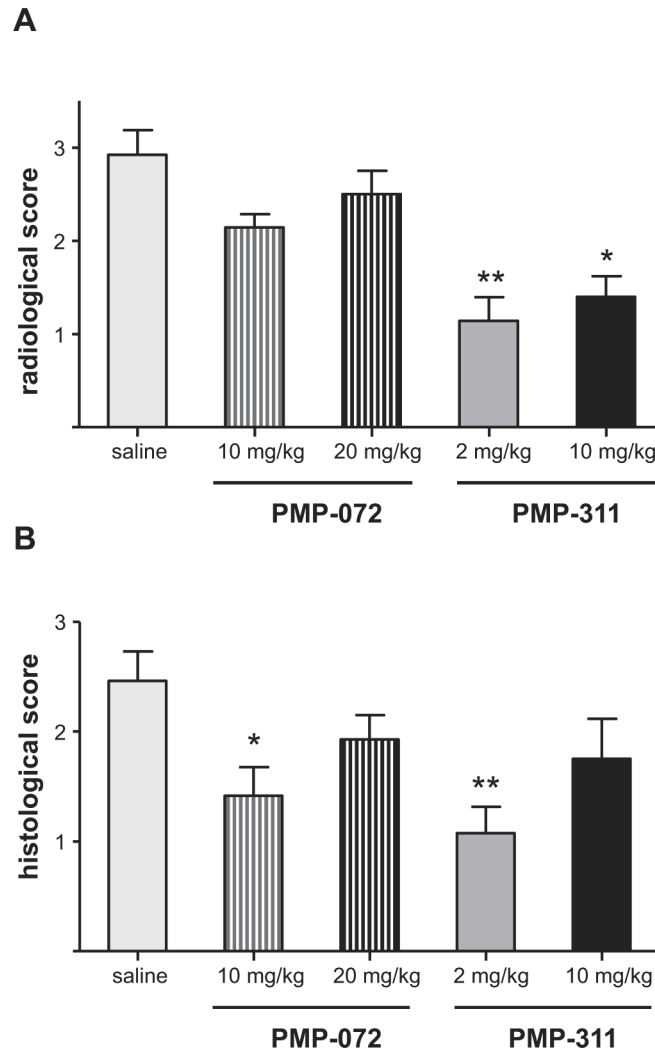 A
radiological score
3
2
1
** *
saline 10 mg/kg 20 mg/kg 2 mg/kg 10 mg/kg
PMP-072 PMP-311
B
histological score
3
2
1
* **
saline 10 mg/kg 20 mg/kg 2 mg/kg 10 mg/kg
PMP-072 PMP-311